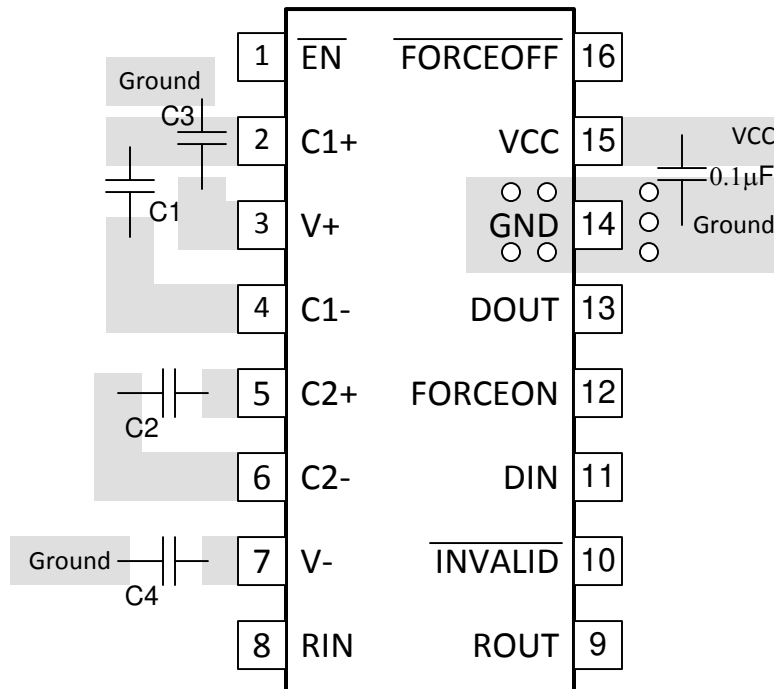 1 EN FORCEOFF 16
Ground
C3
2 C1+ VCC 15 VCC
0.1µF
C1
3 V+ GND 14 Ground
4 C1- DOUT 13
5 C2+ FORCEON 12
C2
6 C2- DIN 11
Ground 7 V- INVALID 10
C4
8 RIN ROUT 9